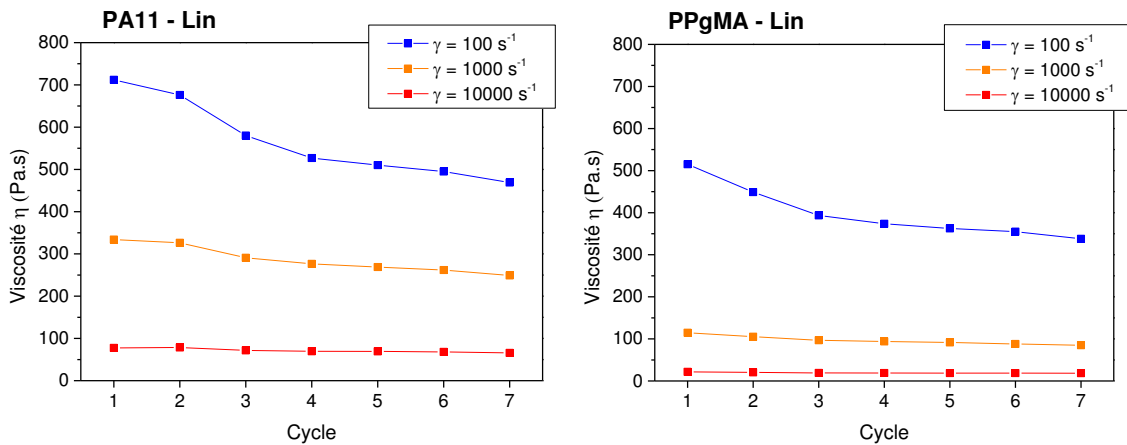 PA11 - Lin
γ = 100 s⁻¹
γ = 1000 s⁻¹
γ = 10000 s⁻¹
800
700
600
500
400
300
200
100
0
Viscosité η (Pa.s)
1 2 3 4 5 6 7
Cycle
PPgMA - Lin
γ = 100 s⁻¹
γ = 1000 s⁻¹
γ = 10000 s⁻¹
800
700
600
500
400
300
200
100
0
Viscosité η (Pa.s)
1 2 3 4 5 6 7
Cycle